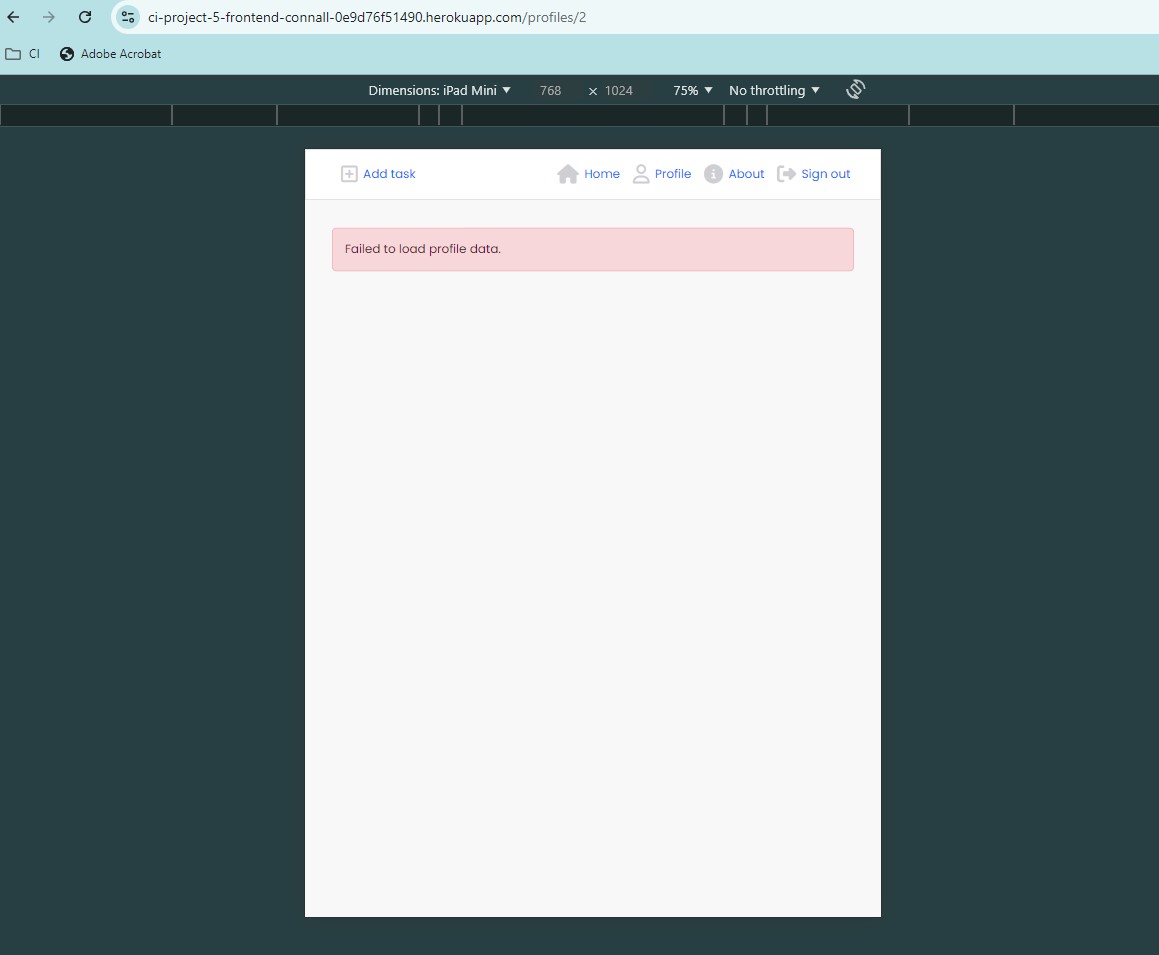 ci-project-5-frontend-connall-0e9d76f51490.herokuapp.com/profiles/2
CI Adobe Acrobat
Dimensions: iPad Mini 768 × 1024 75% No throttling
Add task Home Profile About Sign out
Failed to load profile data.